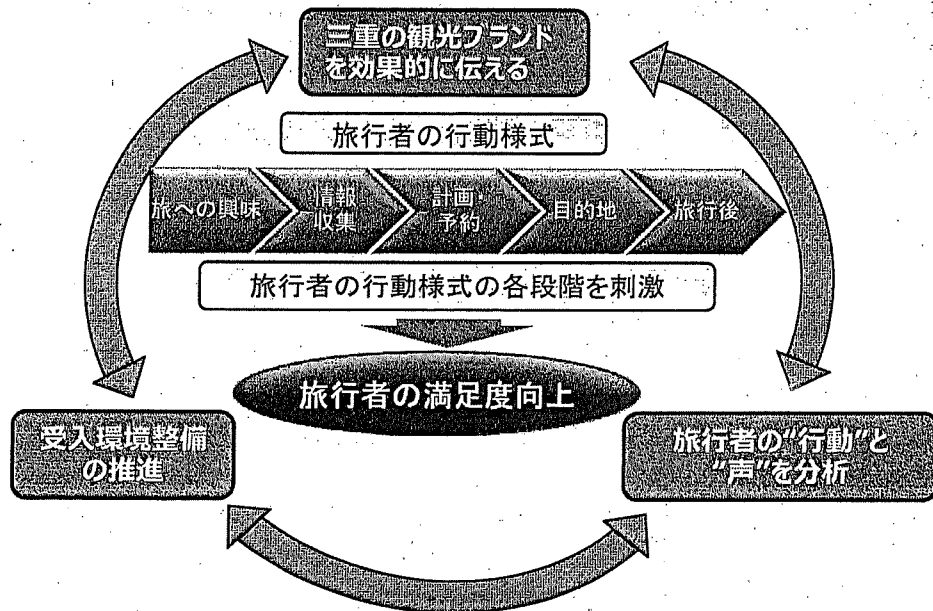 三重の観光ブランド
を効果的に伝える
旅行者の行動様式
旅への興味
情報
収集
計画・
予約
目的地
旅行後
旅行者の行動様式の各段階を刺激
旅行者の満足度向上
受入環境整備
の推進
旅行者の“行動”と
“声”を分析